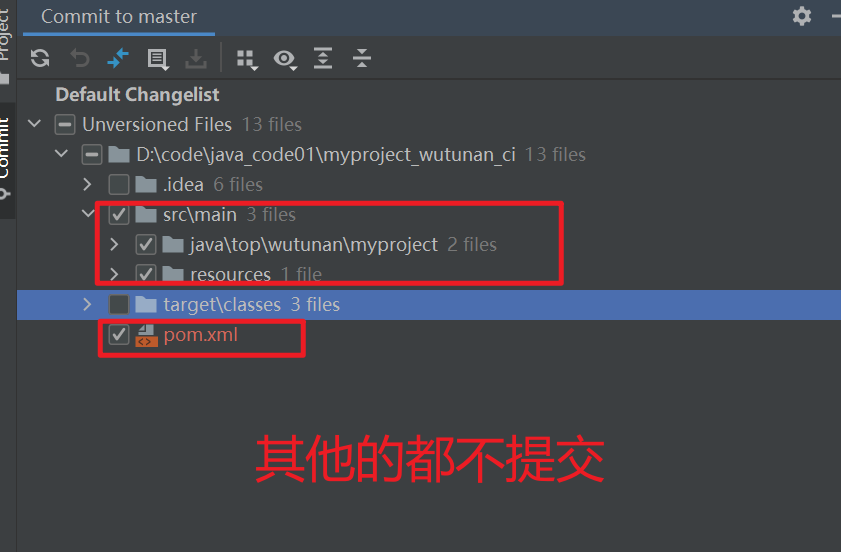 Commit to master
Project
Default Changelist
Commit
Unversioned Files 13 files
D:\code\java_code01\myproject_wutunan_ci 13 files
.idea 6 files
src\main 3 files
java\top\wutunan\myproject 2 files
resources 1 file
target\classes 3 files
pom.xml
其他的都不提交